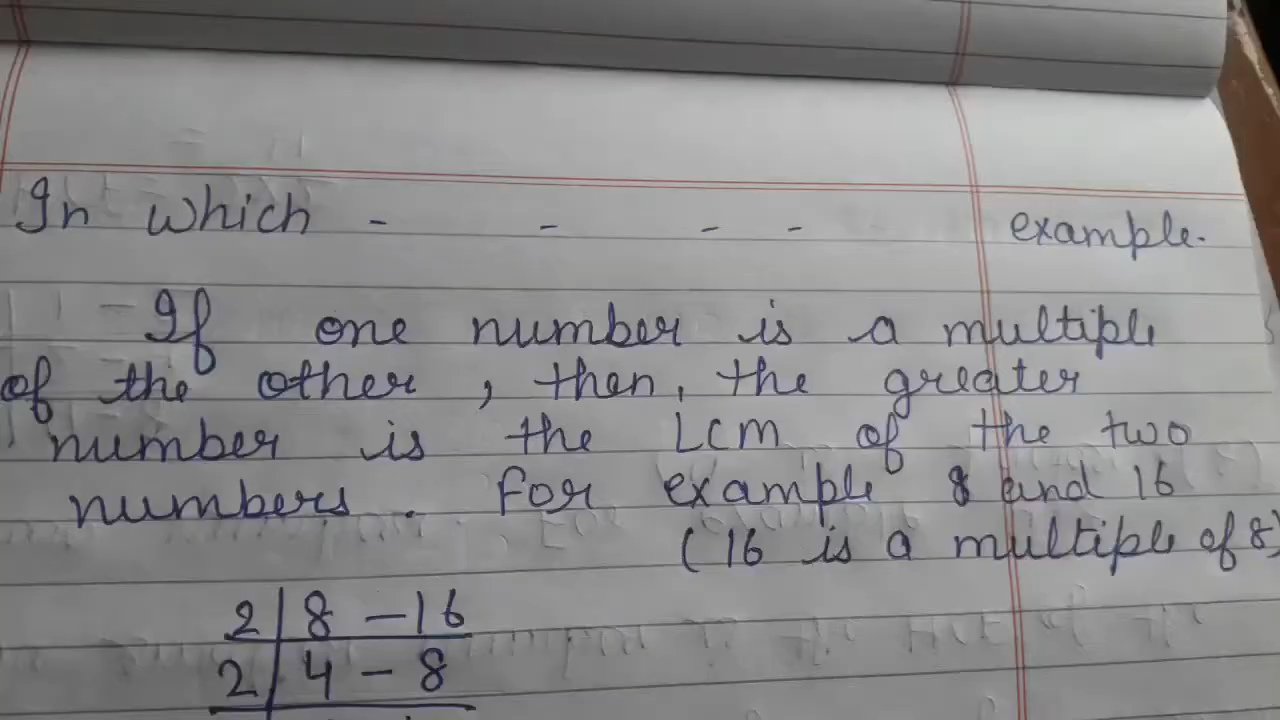 In which - - - - example.
If one number is a multiple
of the other, then, the greater
number is the LCM of the two
numbers. For example 8 and 16
(16 is a multiple of 8)
2 | 8 - 16
2 | 4 - 8